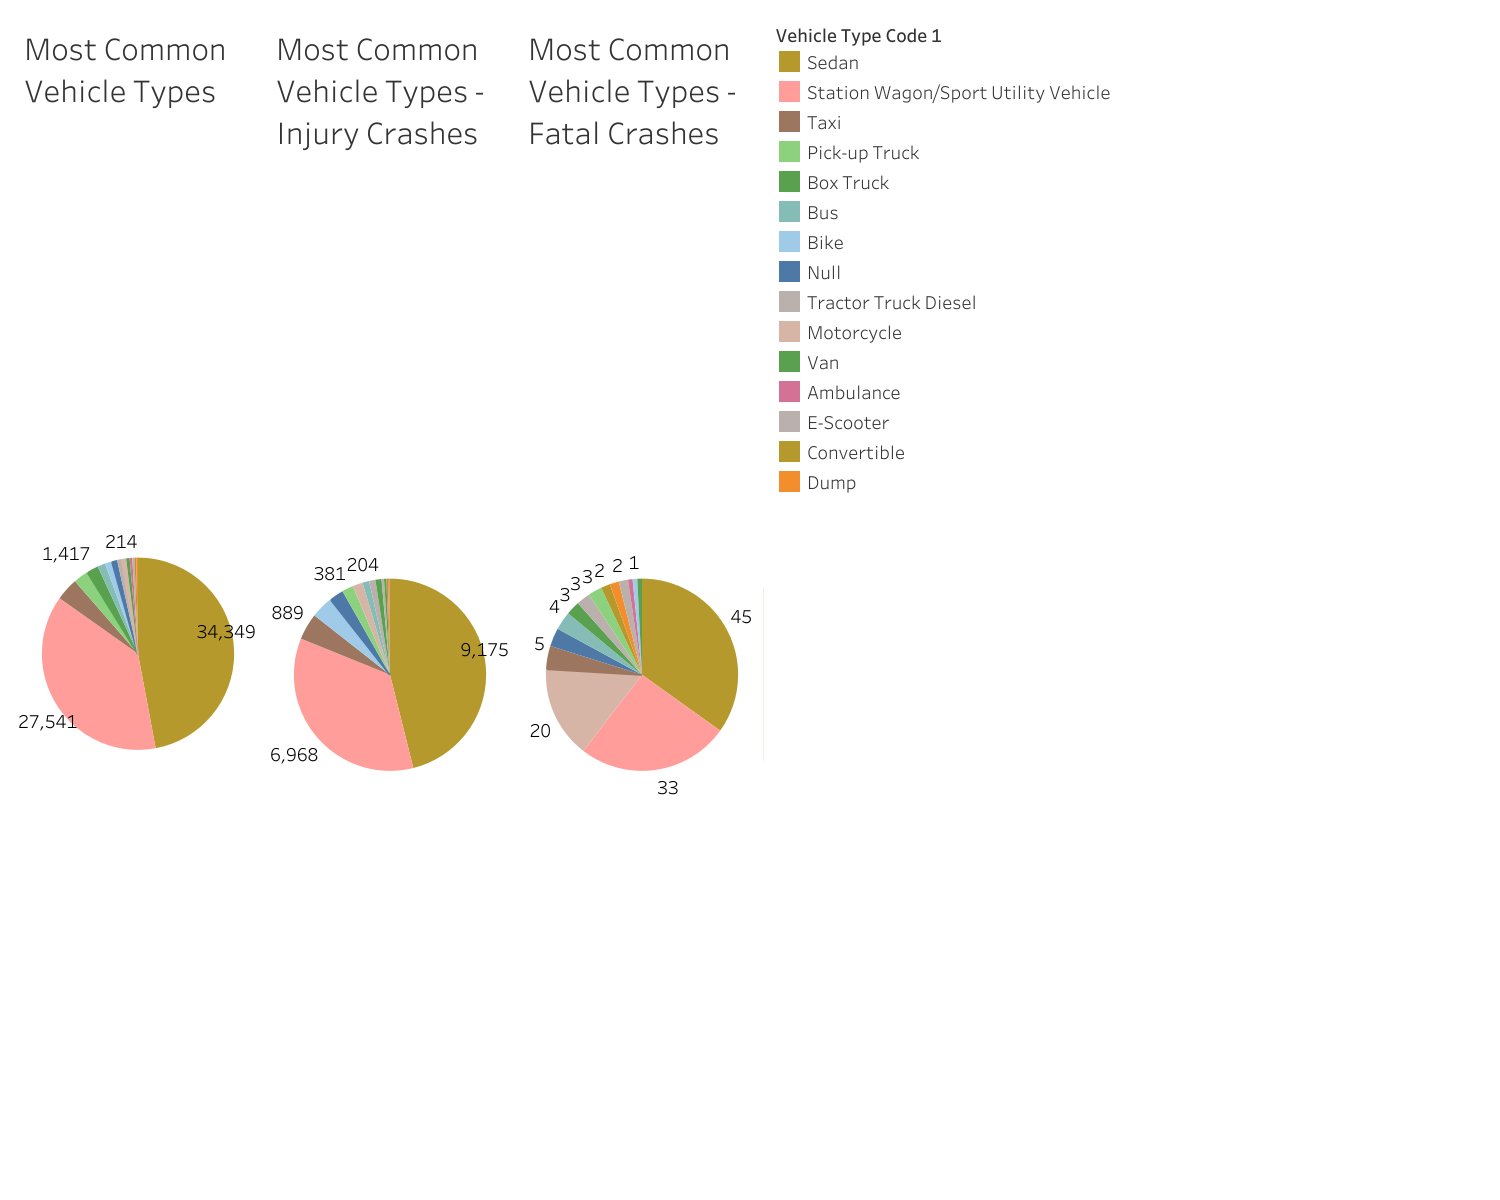 Most Common
Vehicle Types
Most Common
Vehicle Types -
Injury Crashes
Most Common
Vehicle Types -
Fatal Crashes
Vehicle Type Code 1
Sedan
Station Wagon/Sport Utility Vehicle
Taxi
Pick-up Truck
Box Truck
Bus
Bike
Null
Tractor Truck Diesel
Motorcycle
Van
Ambulance
E-Scooter
Convertible
Dump
1,417
214
34,349
27,541
889
381
204
9,175
6,968
4
3
3
3
2
2
1
5
45
20
33